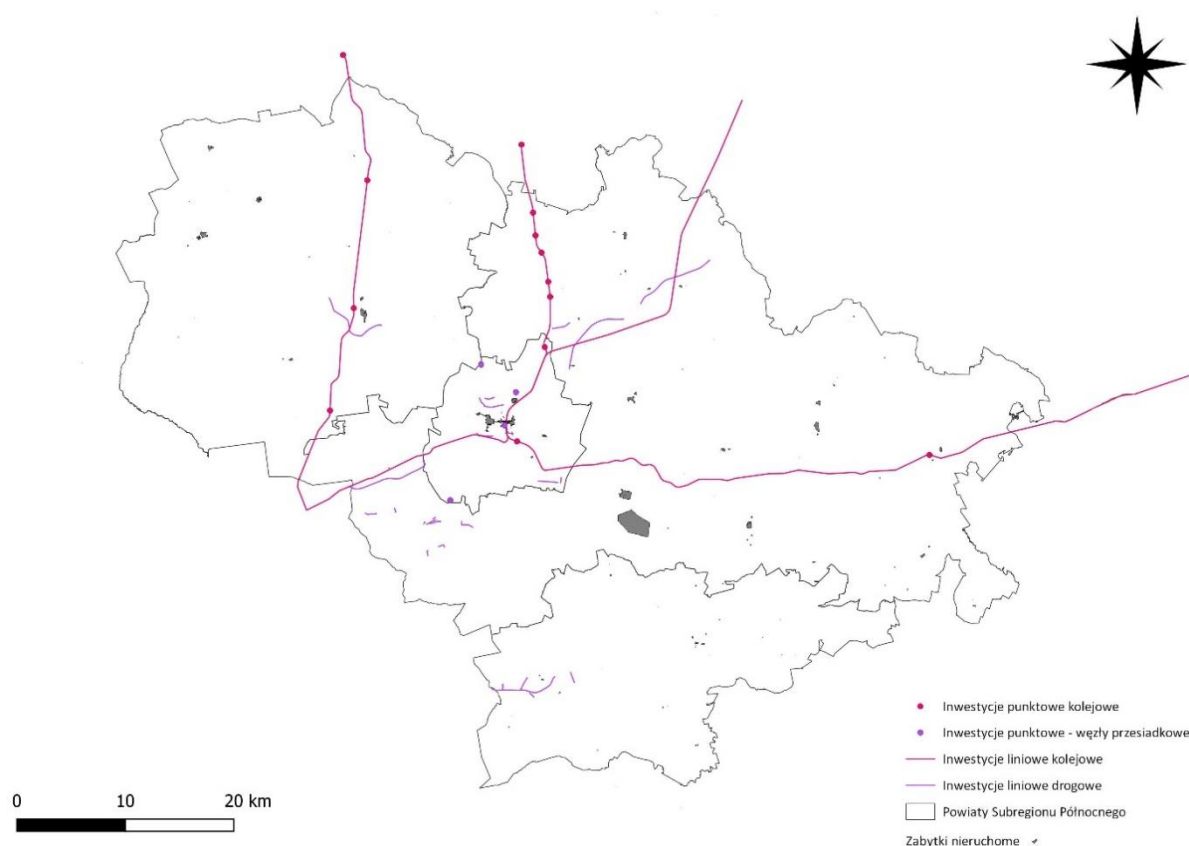 Inwestycje punktowe kolejowe
Inwestycje punktowe - węzły przesiadkowe
Inwestycje liniowe kolejowe
Inwestycje liniowe drogowe
Powiaty Subregionu Północnego
Zabytki nieruchome
0 10 20 km